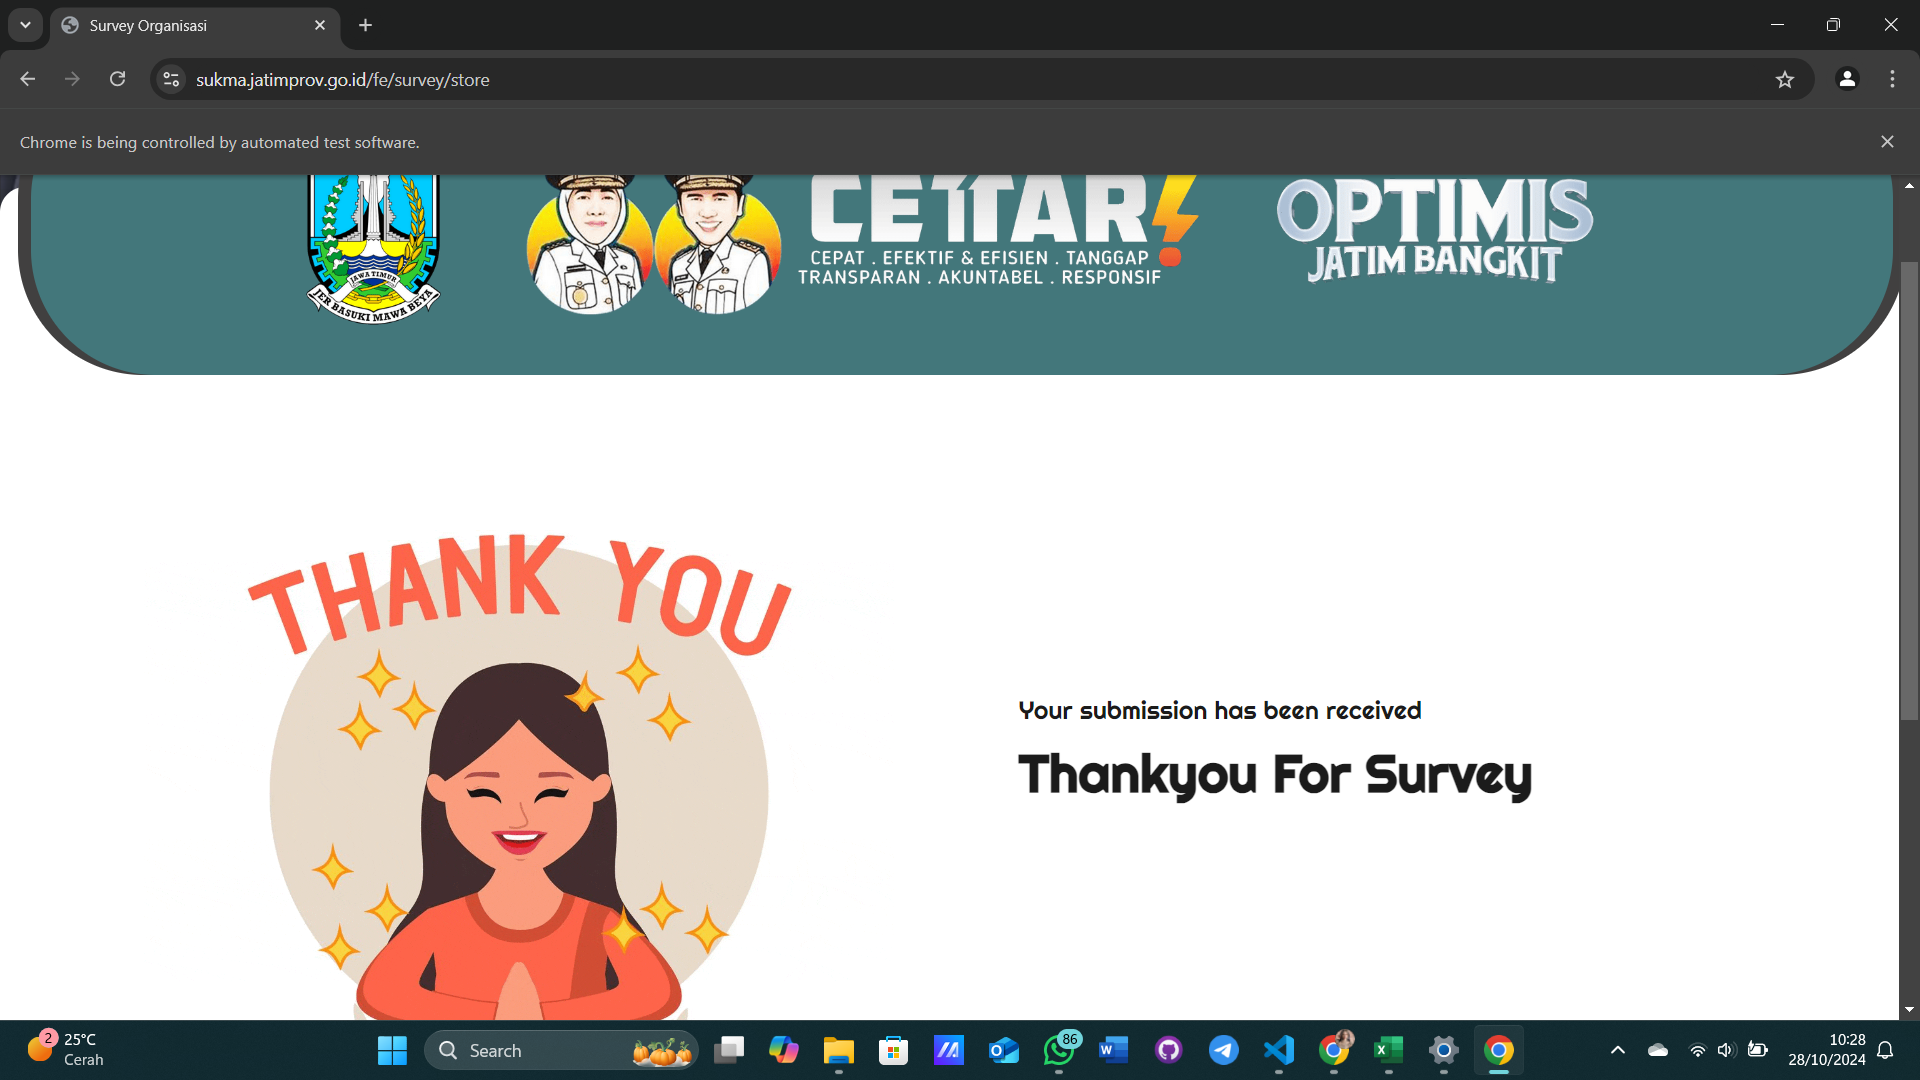 Survey Organisasi
sukma.jatimprov.go.id/fe/survey/store
Chrome is being controlled by automated test software.
JAWA TIMUR
JER BASUKI MAWA BEYA
CETTAR!
CEPAT . EFEKTIF & EFISIEN . TANGGAP
TRANSPARAN . AKUNTABEL . RESPONSIF
OPTIMIS
JATIM BANGKIT
THANK YOU
Your submission has been received
Thankyou For Survey
2
25°C
Cerah
Search
86
10:28
28/10/2024